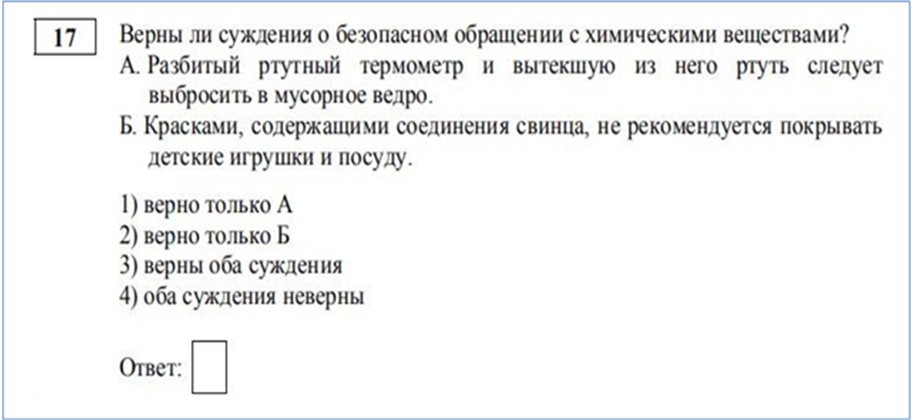 17
Верны ли суждения о безопасном обращении с химическими веществами?
А. Разбитый ртутный термометр и вытекшую из него ртуть следует
выбросить в мусорное ведро.
Б. Красками, содержащими соединения свинца, не рекомендуется покрывать
детские игрушки и посуду.
1) верно только А
2) верно только Б
3) верны оба суждения
4) оба суждения неверны
Ответ: